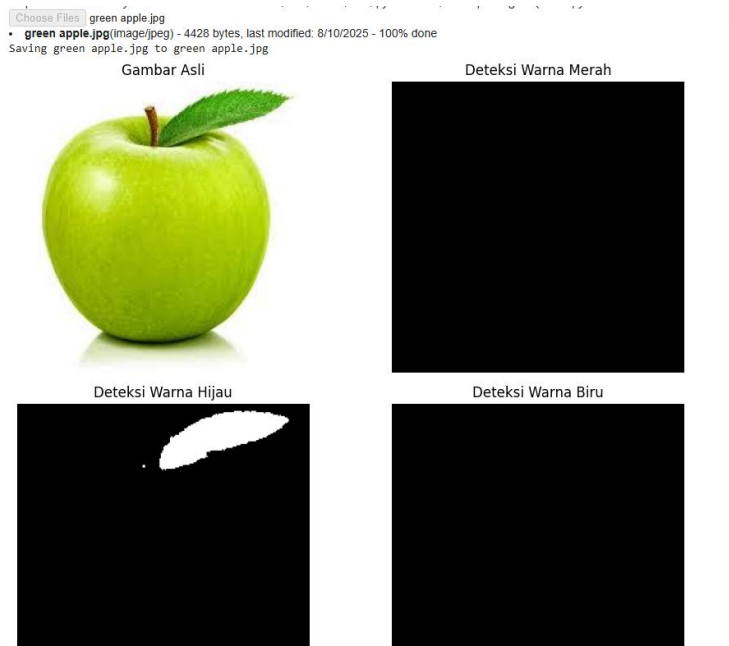 Choose Files green apple.jpg
• green apple.jpg(image/jpeg) - 4428 bytes, last modified: 8/10/2025 - 100% done
Saving green apple.jpg to green apple.jpg
Gambar Asli
Deteksi Warna Merah
Deteksi Warna Hijau
Deteksi Warna Biru